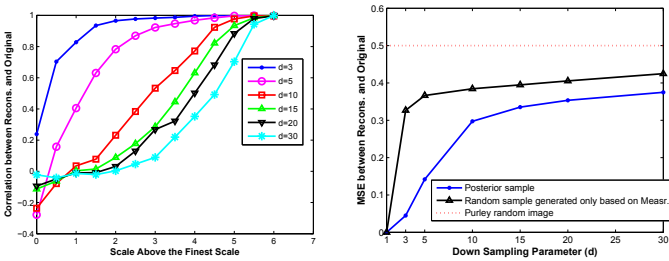 Correlation between Recons. and Original
1
0.8
0.6
0.4
0.2
0
−0.2
−0.4
0 1 2 3 4 5 6 7
Scale Above the Finest Scale
d=3
d=5
d=10
d=15
d=20
d=30
MSE between Recons. and Original
0.5
0.4
0.3
0.2
0.1
0
1 3 5 10 15 20 25 30
Down Sampling Parameter (d)
Posterior sample
Random sample generated only based on Measr.
Purley random image